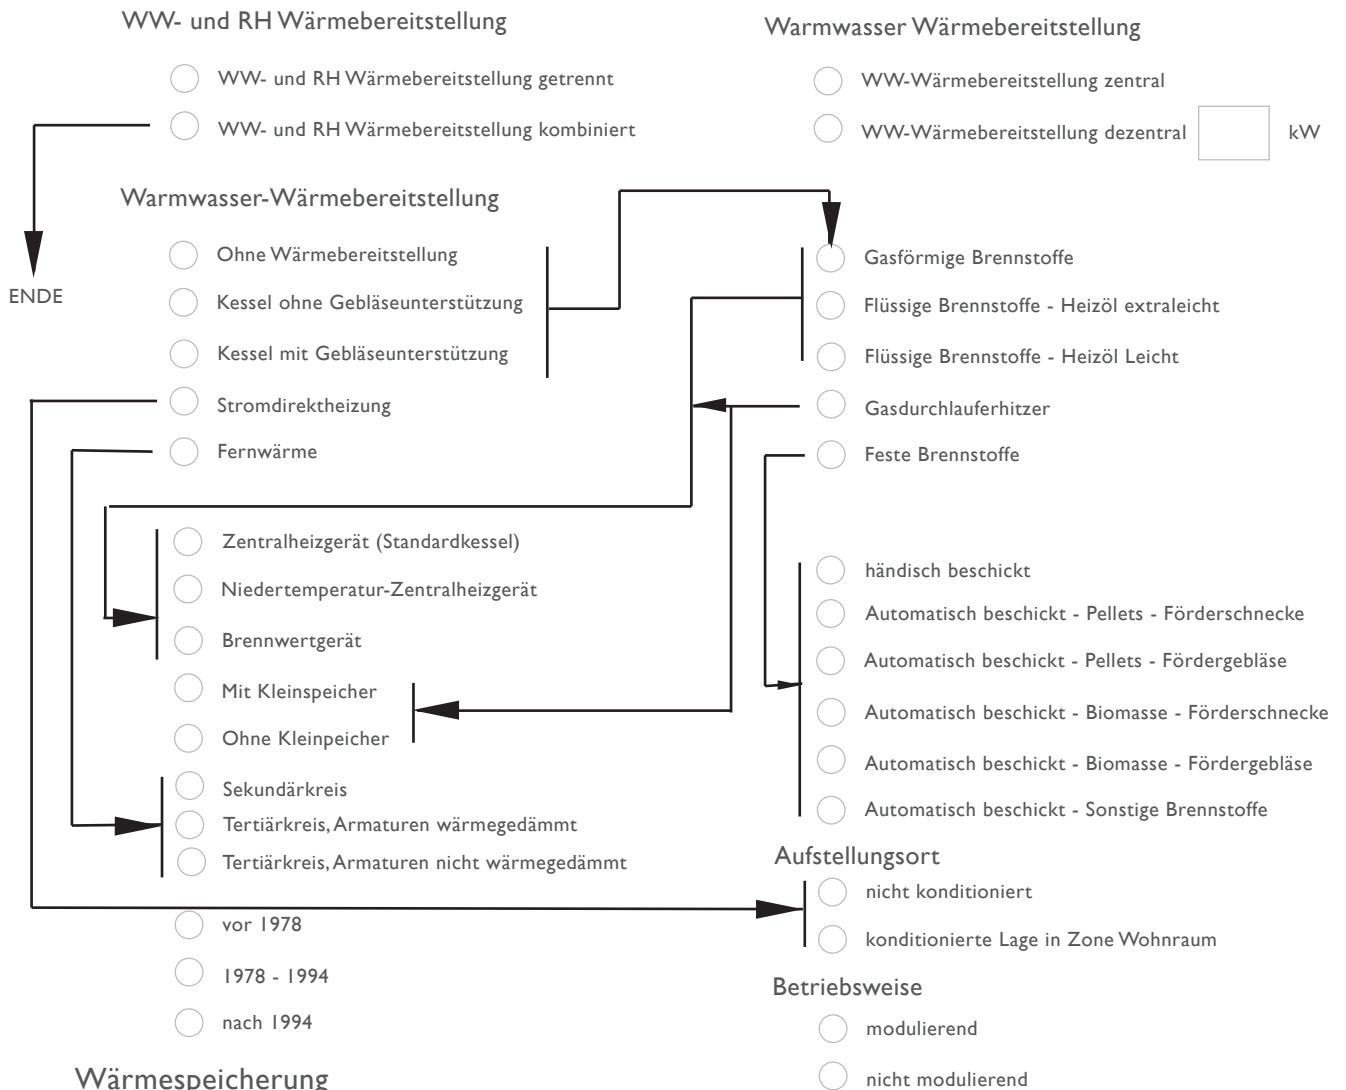 WW- und RH Wärmebereitstellung
WW- und RH Wärmebereitstellung getrennt
WW- und RH Wärmebereitstellung kombiniert
ENDE
Warmwasser Wärmebereitstellung
WW-Wärmebereitstellung zentral
WW-Wärmebereitstellung dezentral kW
Warmwasser-Wärmebereitstellung
Ohne Wärmebereitstellung
Kessel ohne Gebläseunterstützung
Kessel mit Gebläseunterstützung
Stromdirektheizung
Fernwärme
Gasförmige Brennstoffe
Flüssige Brennstoffe - Heizöl extraleicht
Flüssige Brennstoffe - Heizöl Leicht
Gasdurchlauferhitzer
Feste Brennstoffe
Zentralheizgerät (Standardkessel)
Niedertemperatur-Zentralheizgerät
Brennwertgerät
Mit Kleinspeicher
Ohne Kleinpeicher
Sekundärkreis
Tertiärkreis, Armaturen wärmegedämmt
Tertiärkreis, Armaturen nicht wärmegedämmt
vor 1978
1978 - 1994
nach 1994
händisch beschickt
Automatisch beschickt - Pellets - Förderschnecke
Automatisch beschickt - Pellets - Fördergebläse
Automatisch beschickt - Biomasse - Förderschnecke
Automatisch beschickt - Biomasse - Fördergebläse
Automatisch beschickt - Sonstige Brennstoffe
Aufstellungsort
nicht konditioniert
konditionierte Lage in Zone Wohnraum
Betriebsweise
modulierend
nicht modulierend
Wärmespeicherung